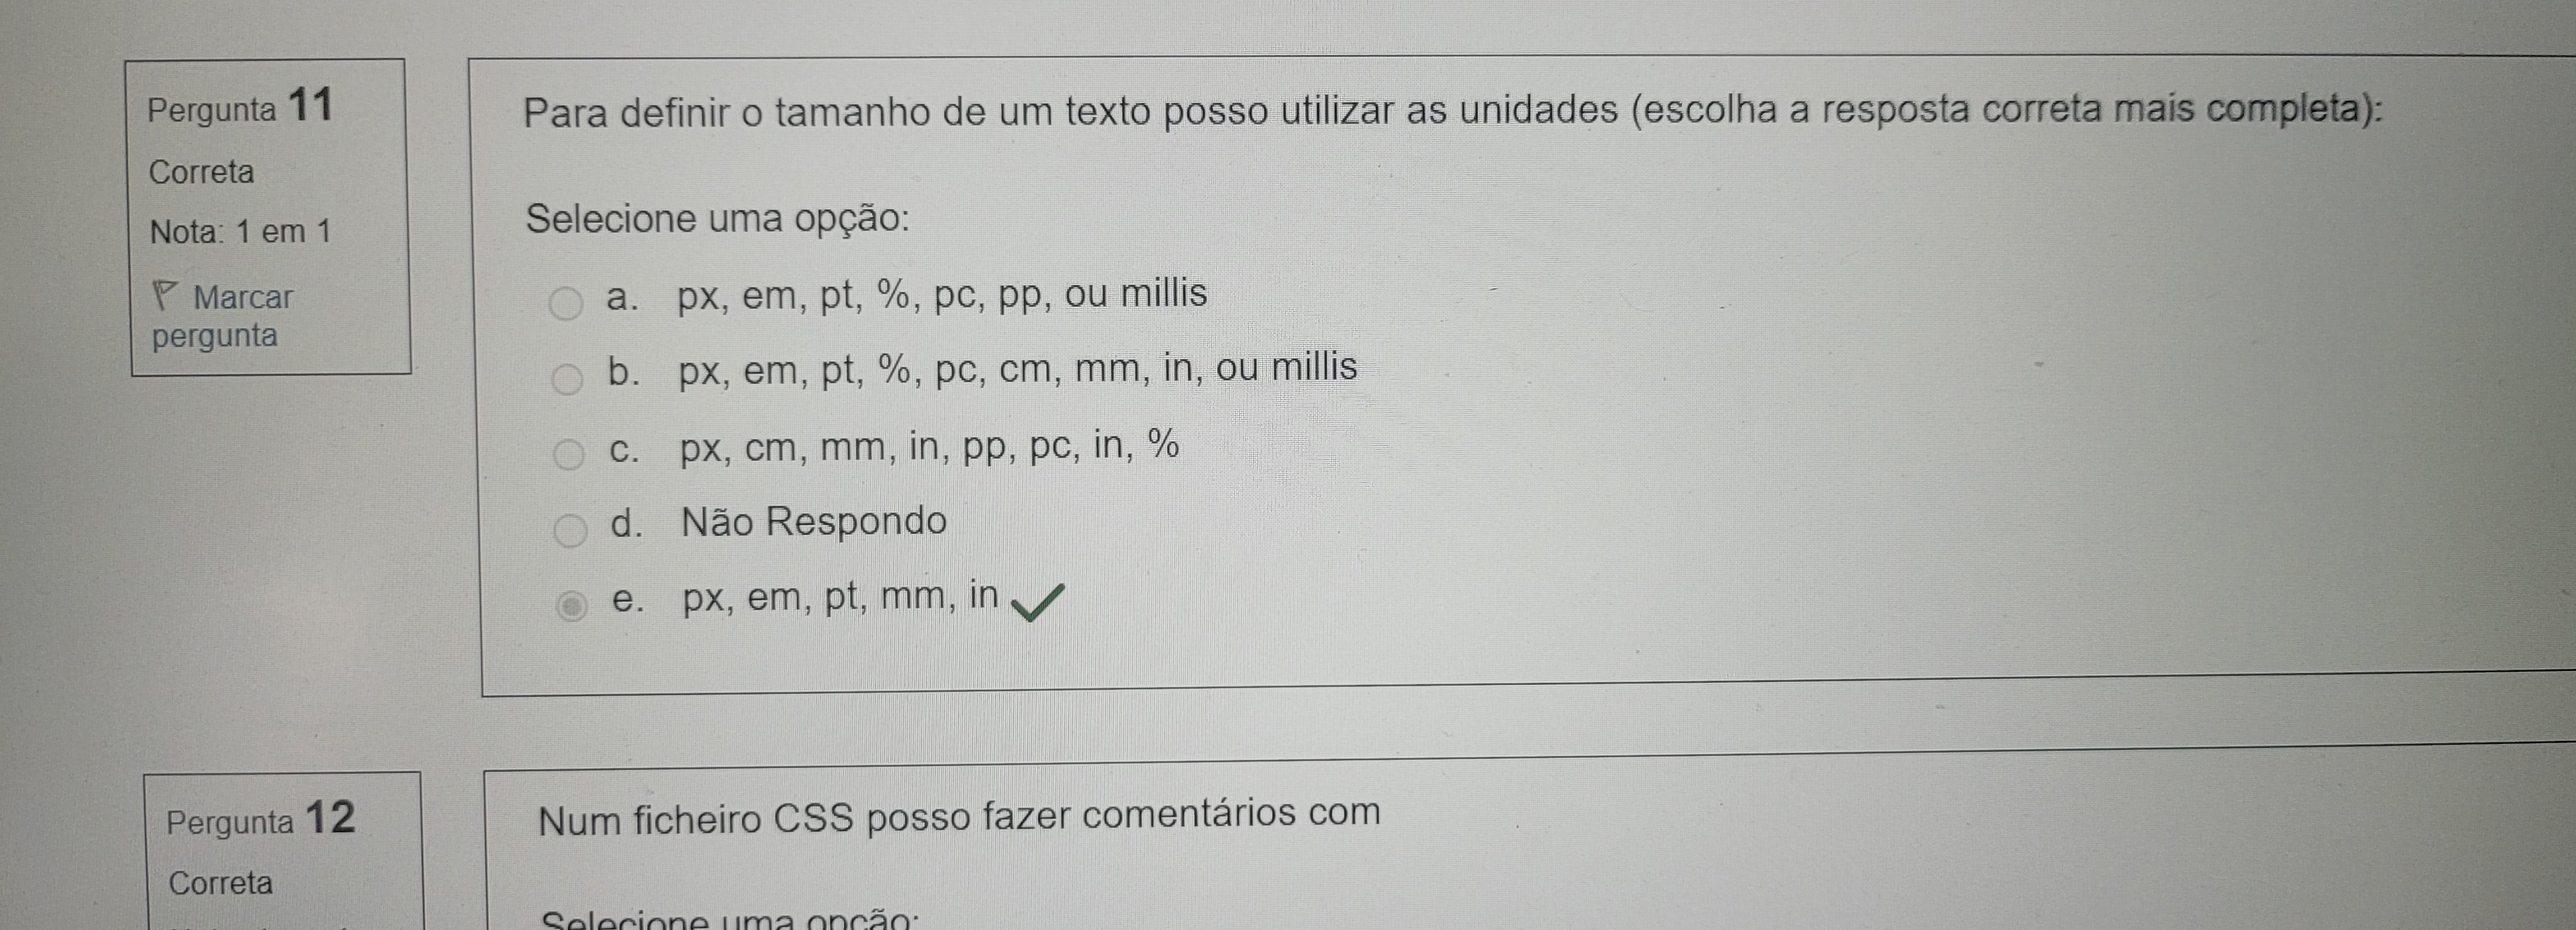 Pergunta 11
Correta
Nota: 1 em 1
Marcar
pergunta
Para definir o tamanho de um texto posso utilizar as unidades (escolha a resposta correta mais completa):
Selecione uma opção:
a. px, em, pt, %, pc, pp, ou millis
b. px, em, pt, %, pc, cm, mm, in, ou millis
c. px, cm, mm, in, pp, pc, in, %
d. Não Respondo
e. px, em, pt, mm, in
Pergunta 12
Correta
Num ficheiro CSS posso fazer comentários com
Selecione uma opção: